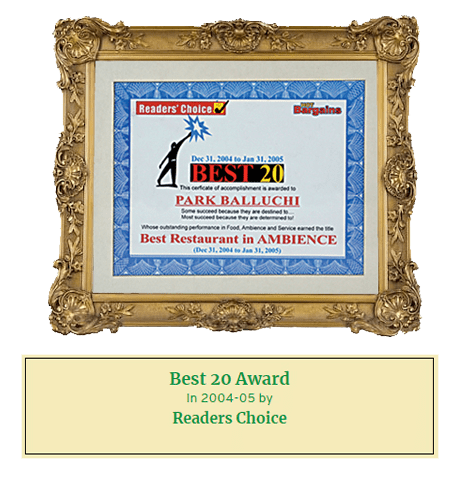 Readers' Choice
Bargains
Dec 31, 2004 to Jan 31, 2005
BEST 20
This cerficate of accomplishment is awarded to
PARK BALLUCHI
Some succeed because they are destined to....
Most succeed because they are determined to!
Whose outstanding performance in Food, Ambience and Service earned the title
Best Restaurant in AMBIENCE
(Dec 31, 2004 to Jan 31, 2005)
Best 20 Award
In 2004-05 by
Readers Choice